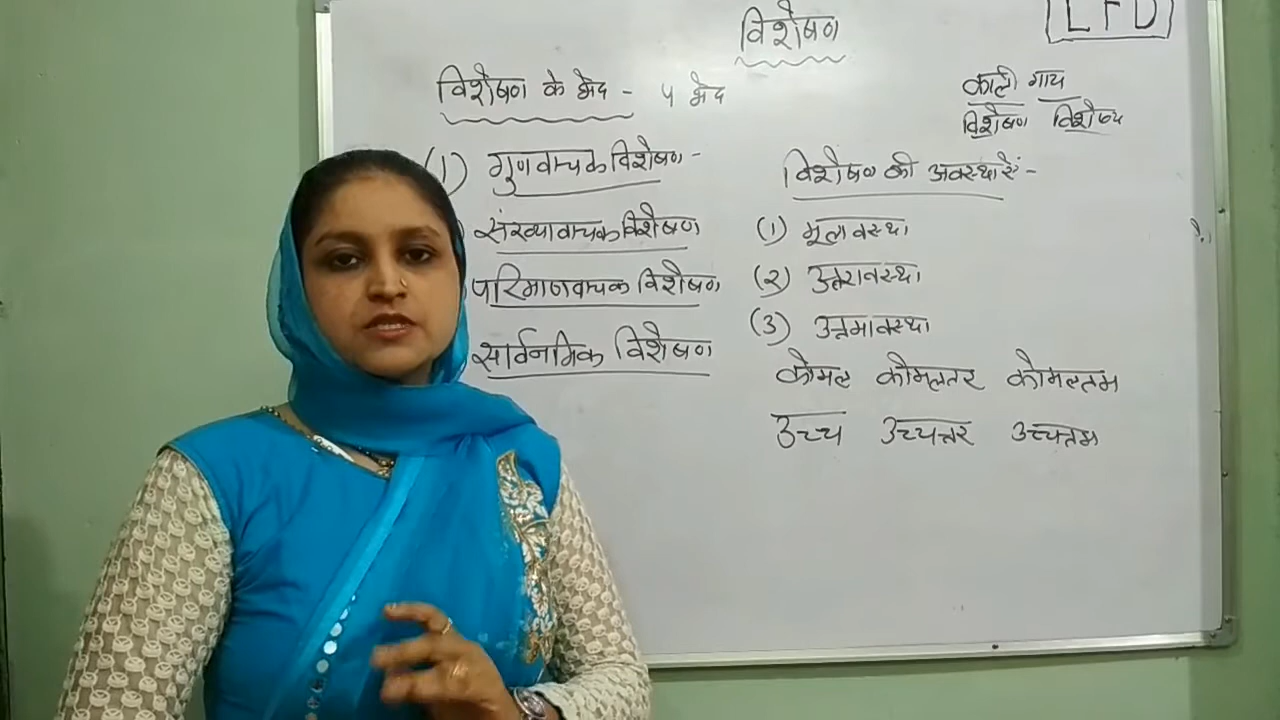 विशेषण
LFD
विशेषण के भेद - ५ भेद
काली गाय
विशेषण विशेष्य
(1) गुणवाचक विशेषण -
संख्यावाचक विशेषण
परिमाणवाचक विशेषण
सार्वनामिक विशेषण
विशेषण की अवस्थाएं -
(1) मूलावस्था
(2) उत्तरावस्था
(3) उत्तमावस्था
कोमल कोमलतर कोमलतम
उच्च उच्चतर उच्चतम